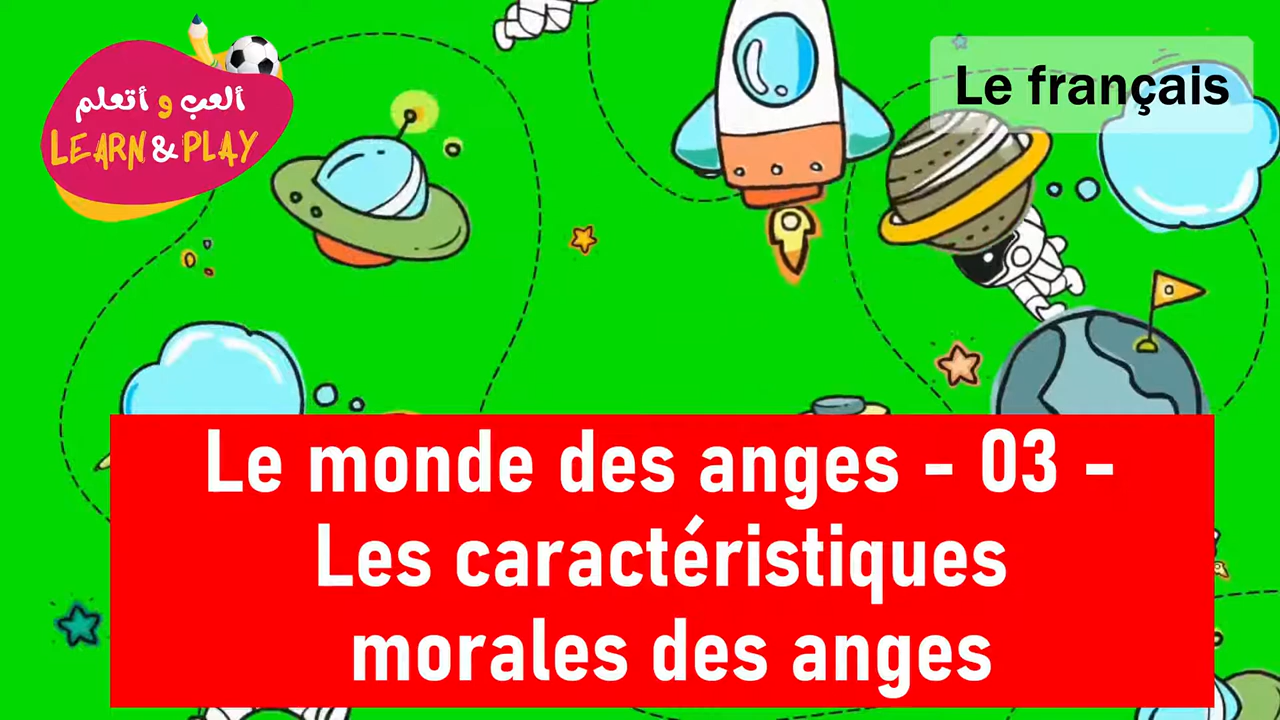 ألعب و أتعلم
LEARN & PLAY
Le français
Le monde des anges - 03 -
Les caractéristiques
morales des anges